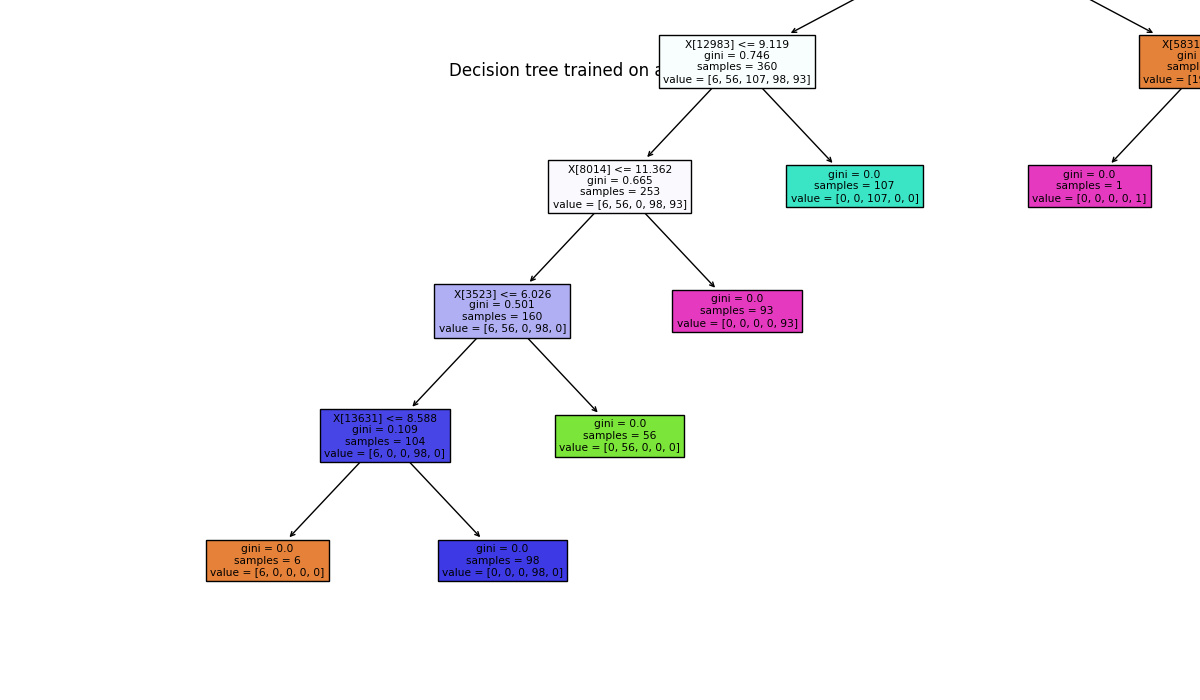 X[12983] <= 9.119
gini = 0.746
samples = 360
value = [6, 56, 107, 98, 93]
X[5831
gini
value = [1
Decision tree trained on a
X[8014] <= 11.362
gini = 0.665
samples = 253
value = [6, 56, 0, 98, 93]
gini = 0.0
samples = 107
value = [0, 0, 107, 0, 0]
gini = 0.0
samples = 1
value = [0, 0, 0, 0, 1]
X[3523] <= 6.026
gini = 0.501
samples = 160
value = [6, 56, 0, 98, 0]
gini = 0.0
samples = 93
value = [0, 0, 0, 0, 93]
X[13631] <= 8.588
gini = 0.109
samples = 104
value = [6, 0, 0, 98, 0]
gini = 0.0
samples = 56
value = [0, 56, 0, 0, 0]
gini = 0.0
samples = 6
value = [6, 0, 0, 0, 0]
gini = 0.0
samples = 98
value = [0, 0, 0, 98, 0]